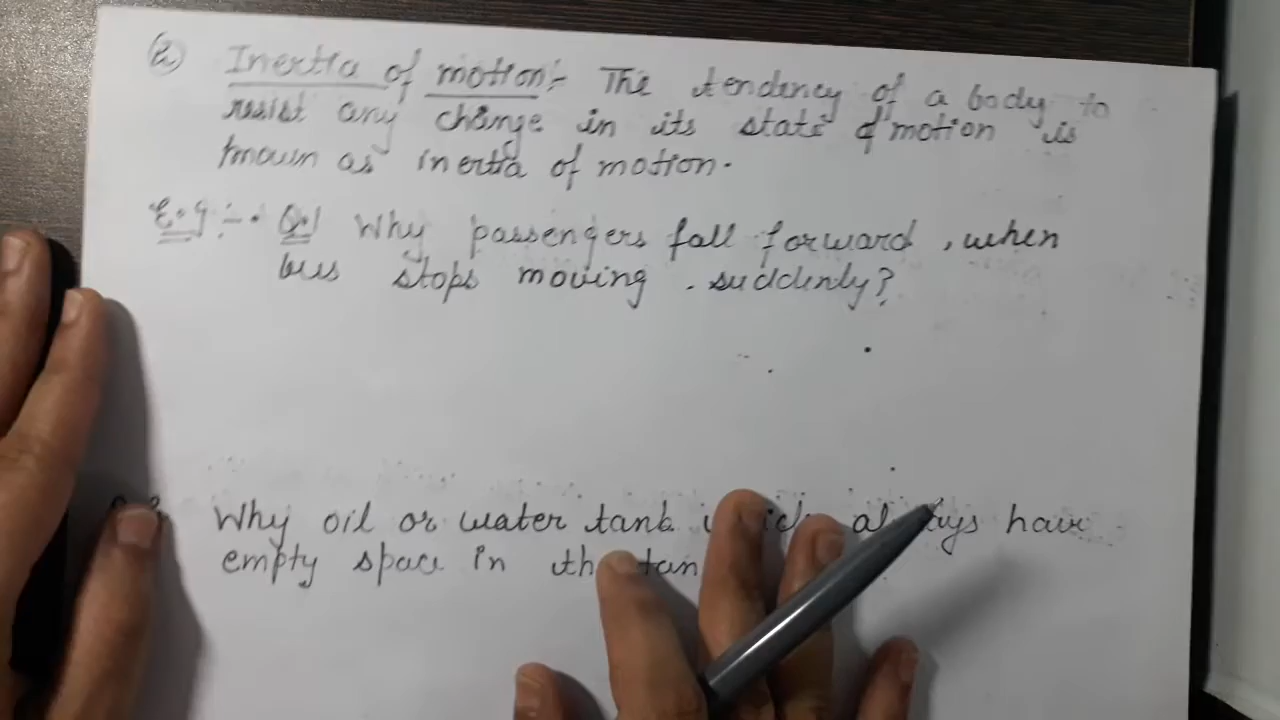 (2) Inertia of motion:- The tendency of a body to
resist any change in its state of motion is
known as inertia of motion.
E.g:-. Q.1 Why passengers fall forward, when
bus stops moving . suddenly?
Why oil or water tank always have
empty space in the